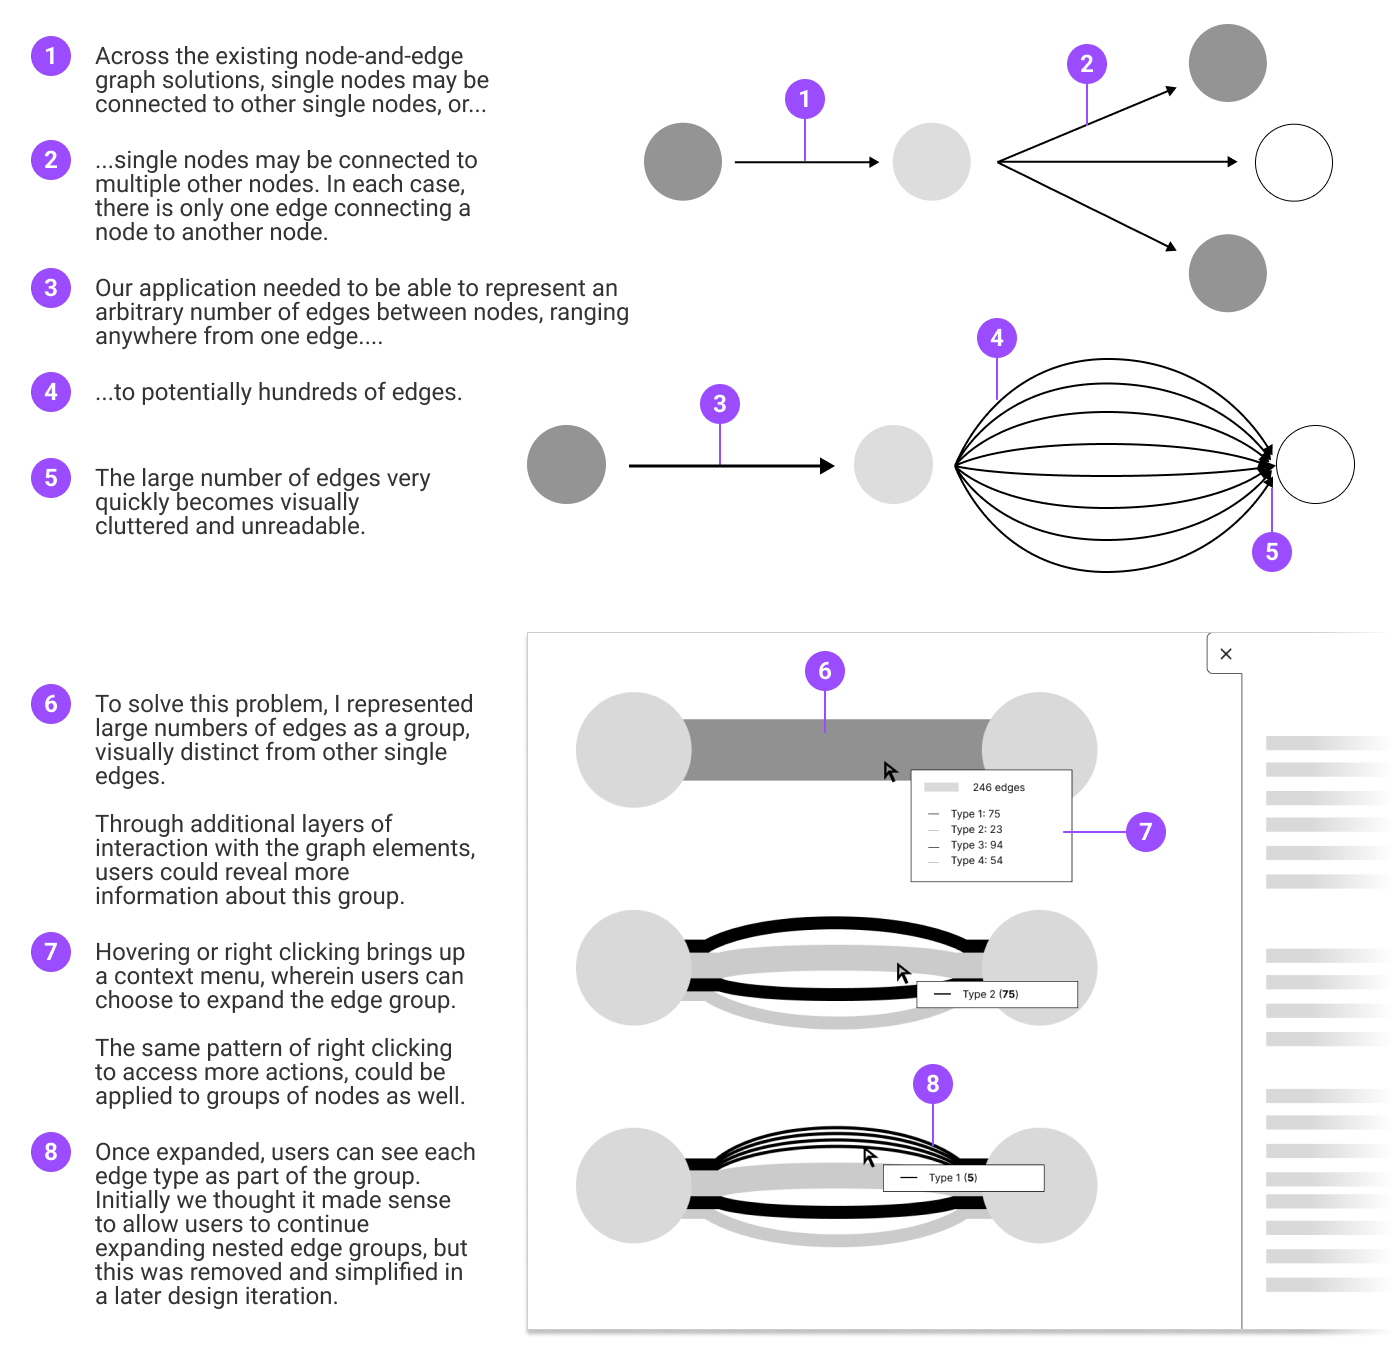 1
Across the existing node-and-edge
graph solutions, single nodes may be
connected to other single nodes, or...
2
...single nodes may be connected to
multiple other nodes. In each case,
there is only one edge connecting a
node to another node.
3
Our application needed to be able to represent an
arbitrary number of edges between nodes, ranging
anywhere from one edge....
4
...to potentially hundreds of edges.
5
The large number of edges very
quickly becomes visually
cluttered and unreadable.
1
2
3
4
5
6
To solve this problem, I represented
large numbers of edges as a group,
visually distinct from other single
edges.
Through additional layers of
interaction with the graph elements,
users could reveal more
information about this group.
7
Hovering or right clicking brings up
a context menu, wherein users can
choose to expand the edge group.
The same pattern of right clicking
to access more actions, could be
applied to groups of nodes as well.
8
Once expanded, users can see each
edge type as part of the group.
Initially we thought it made sense
to allow users to continue
expanding nested edge groups, but
this was removed and simplified in
a later design iteration.
6
246 edges
Type 1: 75
Type 2: 23
Type 3: 94
Type 4: 54
7
Type 2 (75)
8
Type 1 (5)